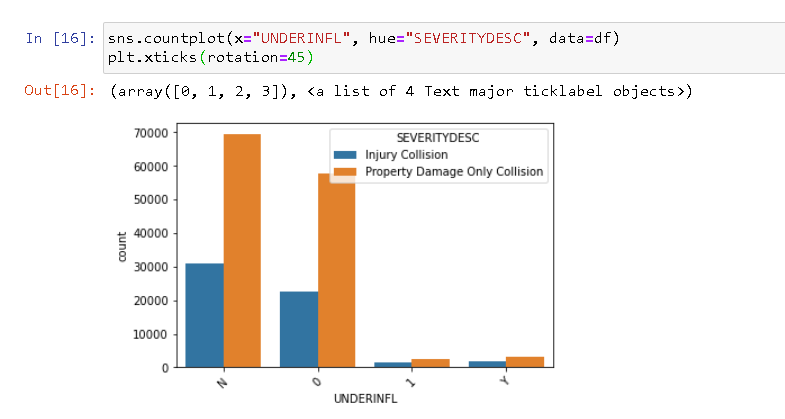 In [16]: sns.countplot(x="UNDERINFL", hue="SEVERITYDESC", data=df)
plt.xticks(rotation=45)
Out[16]: (array([0, 1, 2, 3]), <a list of 4 Text major ticklabel objects>)
SEVERITYDESC
Injury Collision
Property Damage Only Collision
70000
60000
50000
40000
30000
20000
10000
0
count
N 0 1 Y
UNDERINFL